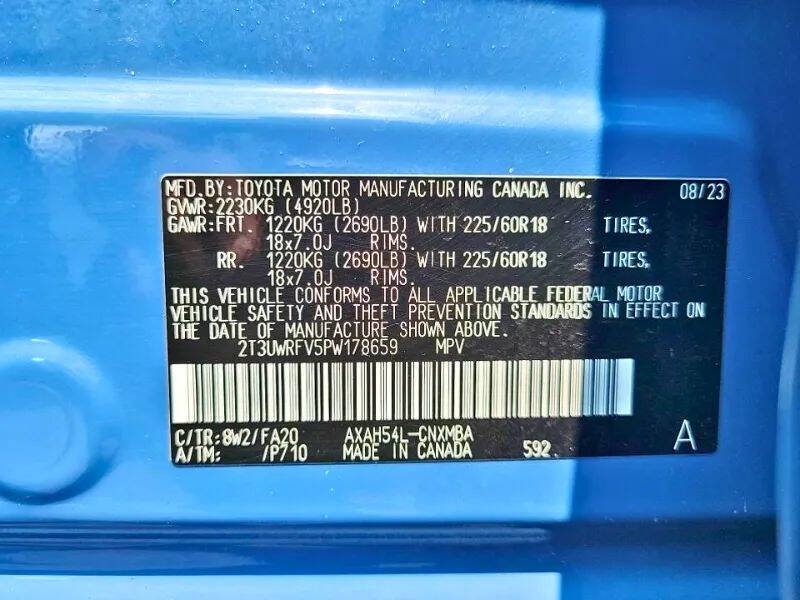 MFD.BY:TOYOTA MOTOR MANUFACTURING CANADA INC. 08/23
GVWR:2230KG (4920LB)
GAWR:FRT. 1220KG (2690LB) WITH 225/60R18 TIRES,
18x7.0J RIMS.
RR. 1220KG (2690LB) WITH 225/60R18 TIRES,
18x7.0J RIMS.
THIS VEHICLE CONFORMS TO ALL APPLICABLE FEDERAL MOTOR
VEHICLE SAFETY AND THEFT PREVENTION STANDARDS IN EFFECT ON
THE DATE OF MANUFACTURE SHOWN ABOVE.
2T3UWRFV5PW178659 MPV
C/TR:8W2/FA20 AXAH54L-CNXMBA
A/TM: /P710 MADE IN CANADA 592 A